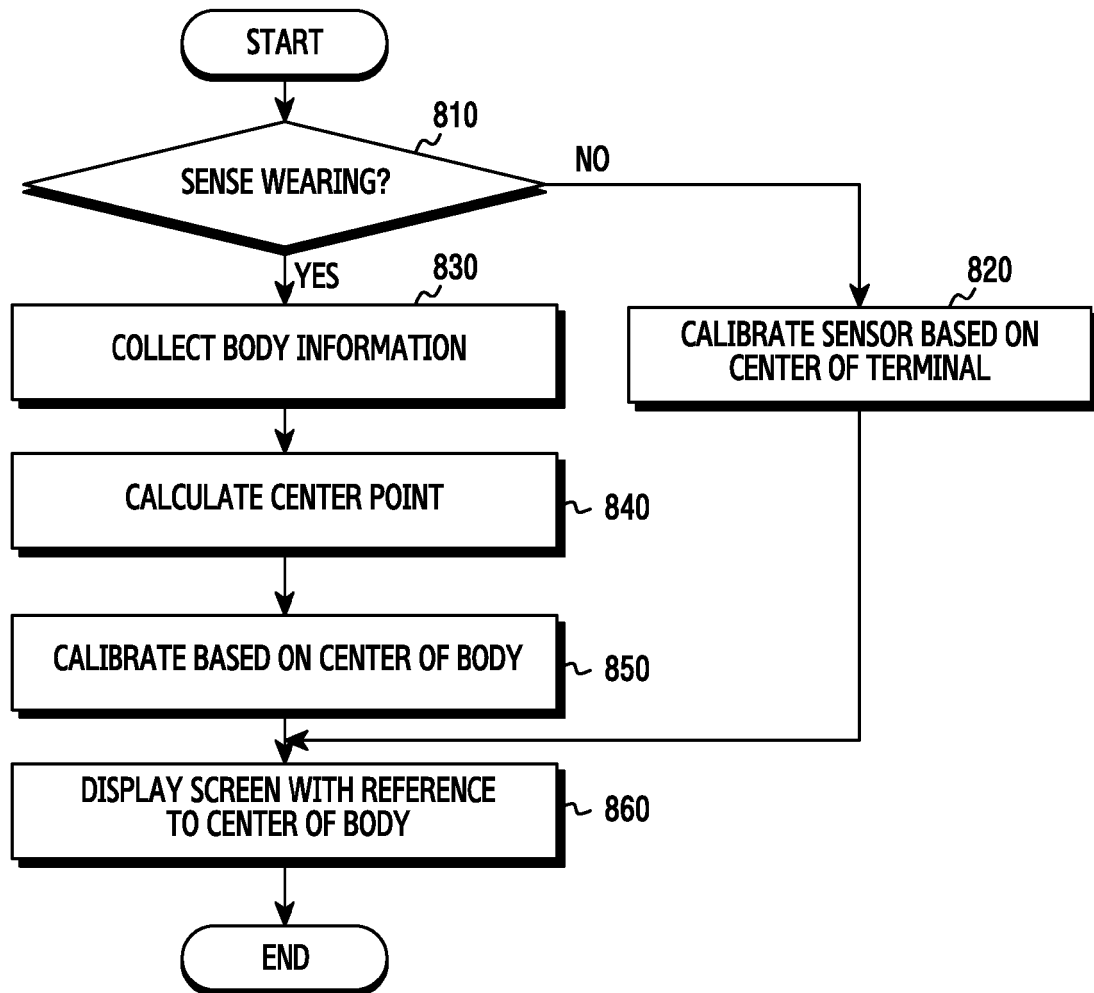 START
810
SENSE WEARING?
NO
YES
830
COLLECT BODY INFORMATION
820
CALIBRATE SENSOR BASED ON
CENTER OF TERMINAL
CALCULATE CENTER POINT
840
CALIBRATE BASED ON CENTER OF BODY
850
DISPLAY SCREEN WITH REFERENCE
TO CENTER OF BODY
860
END